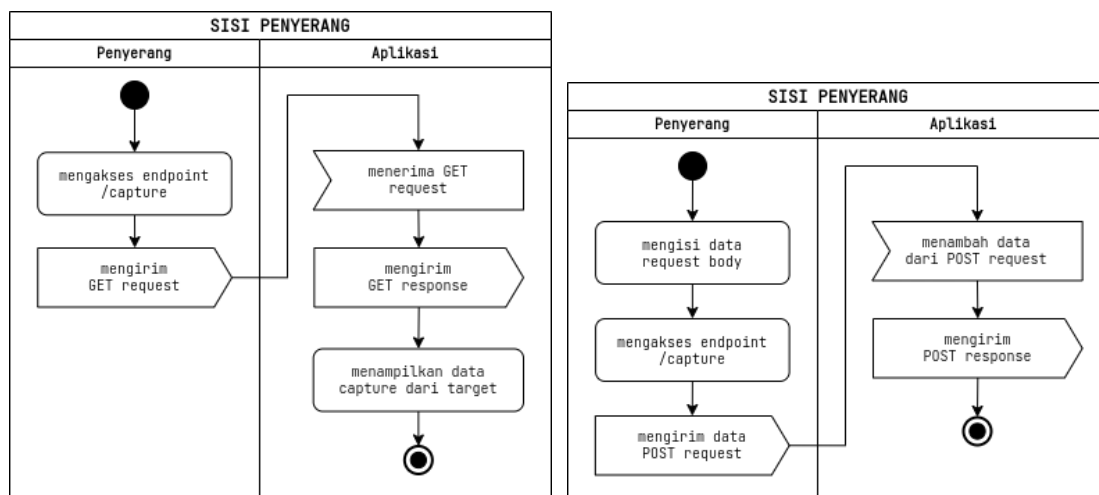 SISI PENYERANG
Penyerang
Aplikasi
mengakses endpoint
/capture
mengirim
GET request
menerima GET
request
mengirim
GET response
menampilkan data
capture dari target
SISI PENYERANG
Penyerang
Aplikasi
mengisi data
request body
mengakses endpoint
/capture
mengirim data
POST request
menambah data
dari POST request
mengirim
POST response